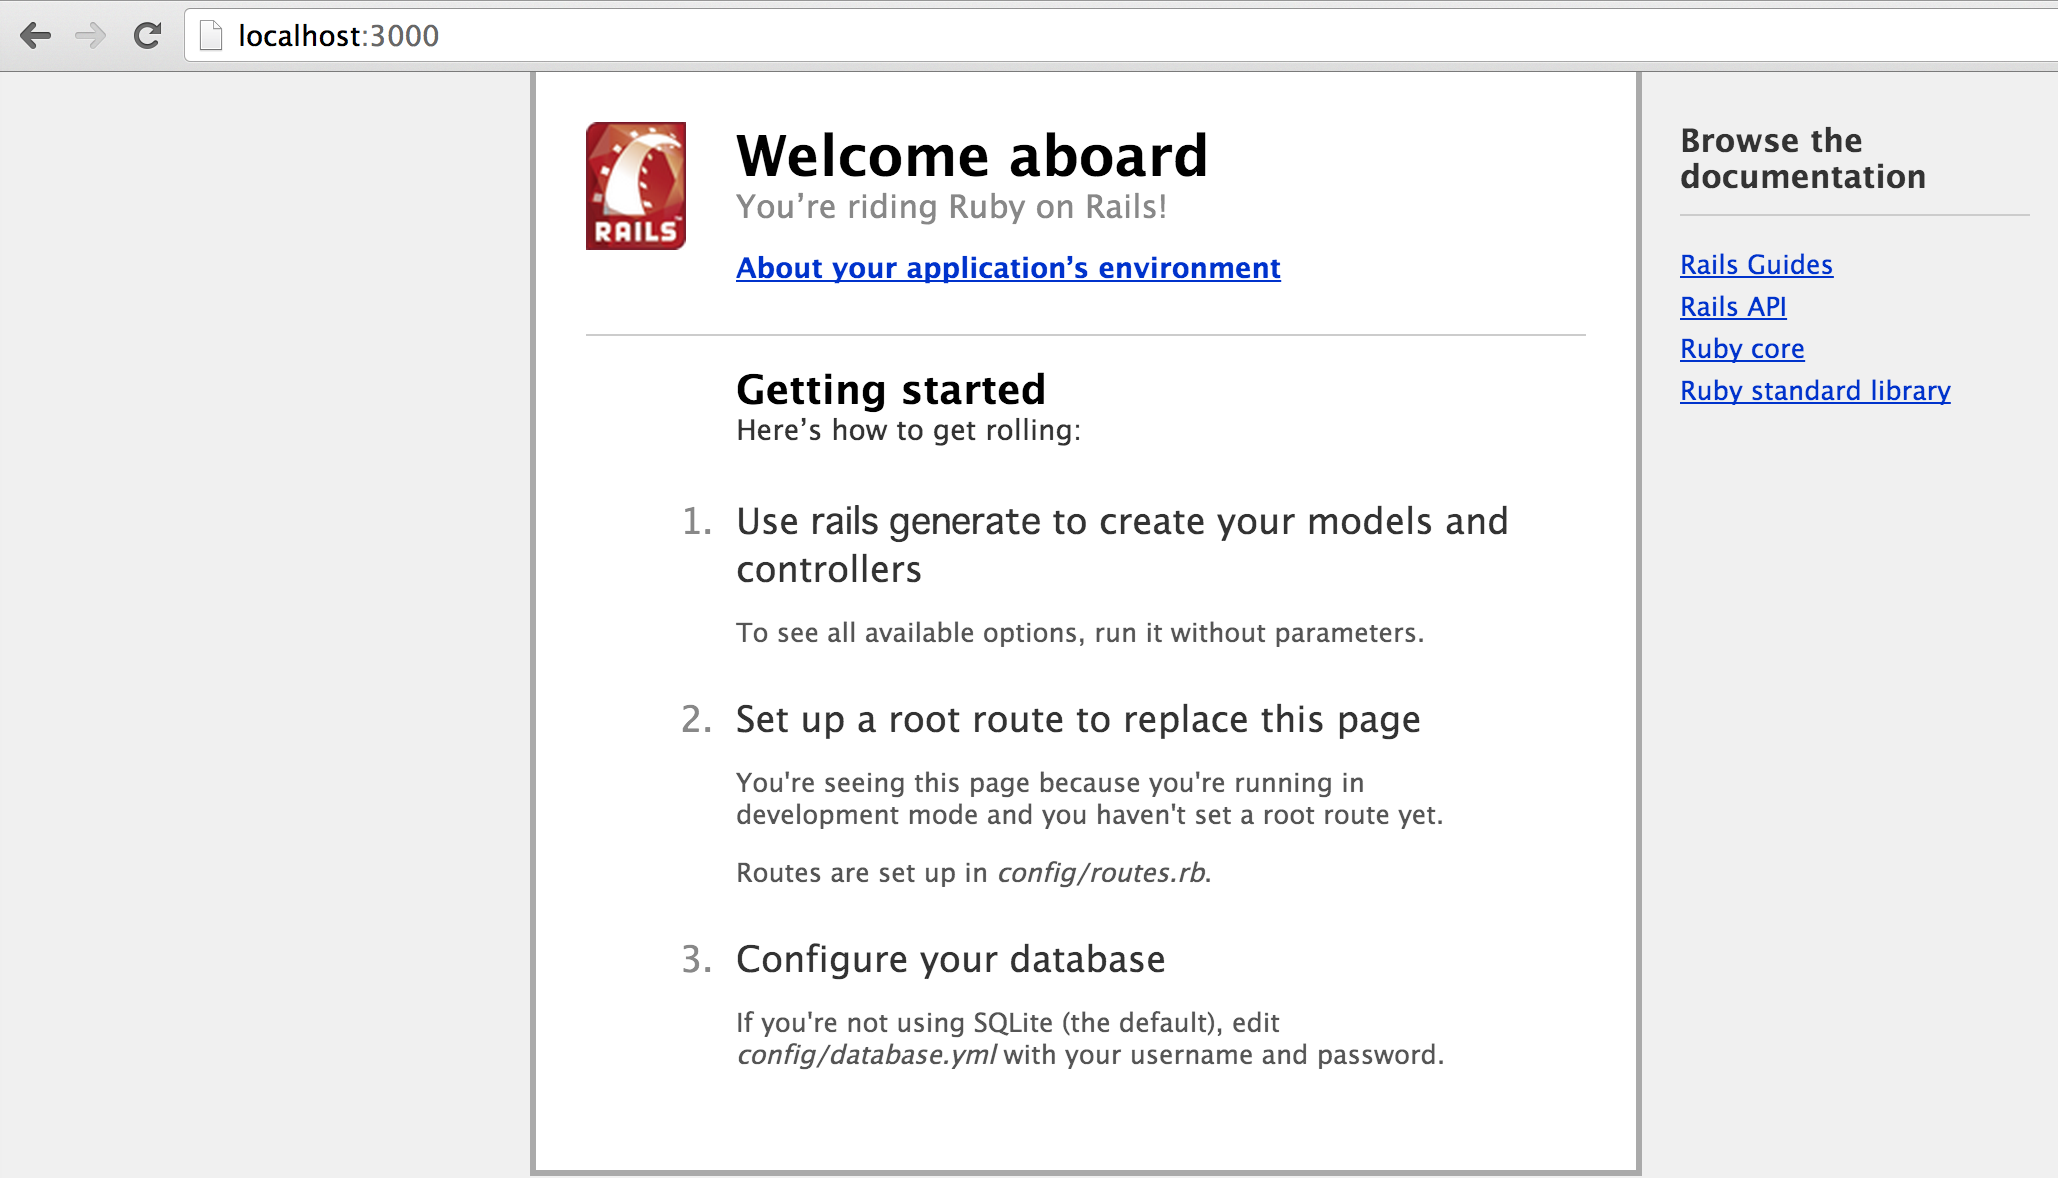 localhost:3000
RAILS™
Welcome aboard
You’re riding Ruby on Rails!
About your application’s environment
Getting started
Here’s how to get rolling:
1. Use rails generate to create your models and
controllers
To see all available options, run it without parameters.
2. Set up a root route to replace this page
You're seeing this page because you're running in
development mode and you haven't set a root route yet.
Routes are set up in config/routes.rb.
3. Configure your database
If you're not using SQLite (the default), edit
config/database.yml with your username and password.
Browse the
documentation
Rails Guides
Rails API
Ruby core
Ruby standard library